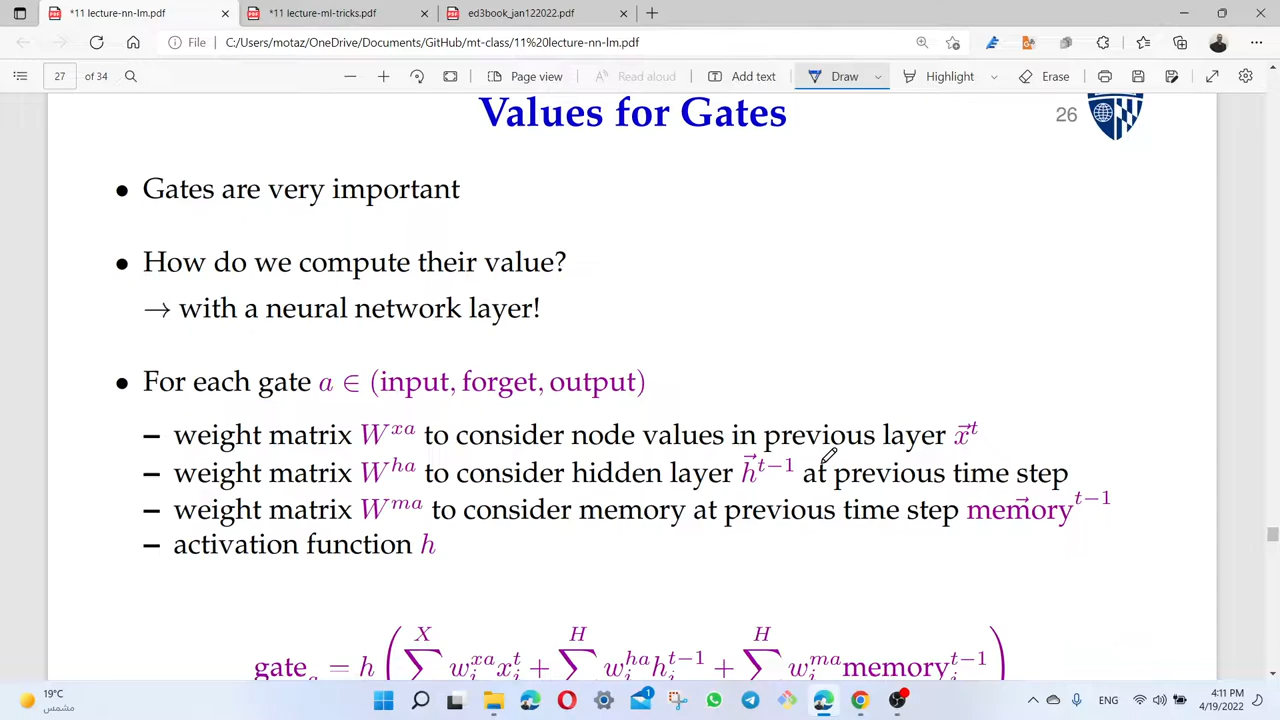 *11 lecture-nn-lm.pdf
*11 lecture-ml-tricks.pdf
ed3book_jan122022.pdf
File C:/Users/motaz/OneDrive/Documents/GitHub/mt-class/11%20lecture-nn-lm.pdf
27 of 34
Page view
Read aloud
Add text
Draw
Highlight
Erase
Values for Gates
26
• Gates are very important
• How do we compute their value?
→ with a neural network layer!
• For each gate a ∈ (input, forget, output)
– weight matrix W^{xa} to consider node values in previous layer \vec{x}^t
– weight matrix W^{ha} to consider hidden layer \vec{h}^{t−1} at previous time step
– weight matrix W^{ma} to consider memory at previous time step \vec{memory}^{t−1}
– activation function h
gate_a = h ( ∑^X w_i^{xa} x_i^t + ∑^H w_i^{ha} h_i^{t−1} + ∑^H w_i^{ma} memory_i^{t−1} )
19°C
مشمس
1
ENG
4:11 PM
1/19/2022